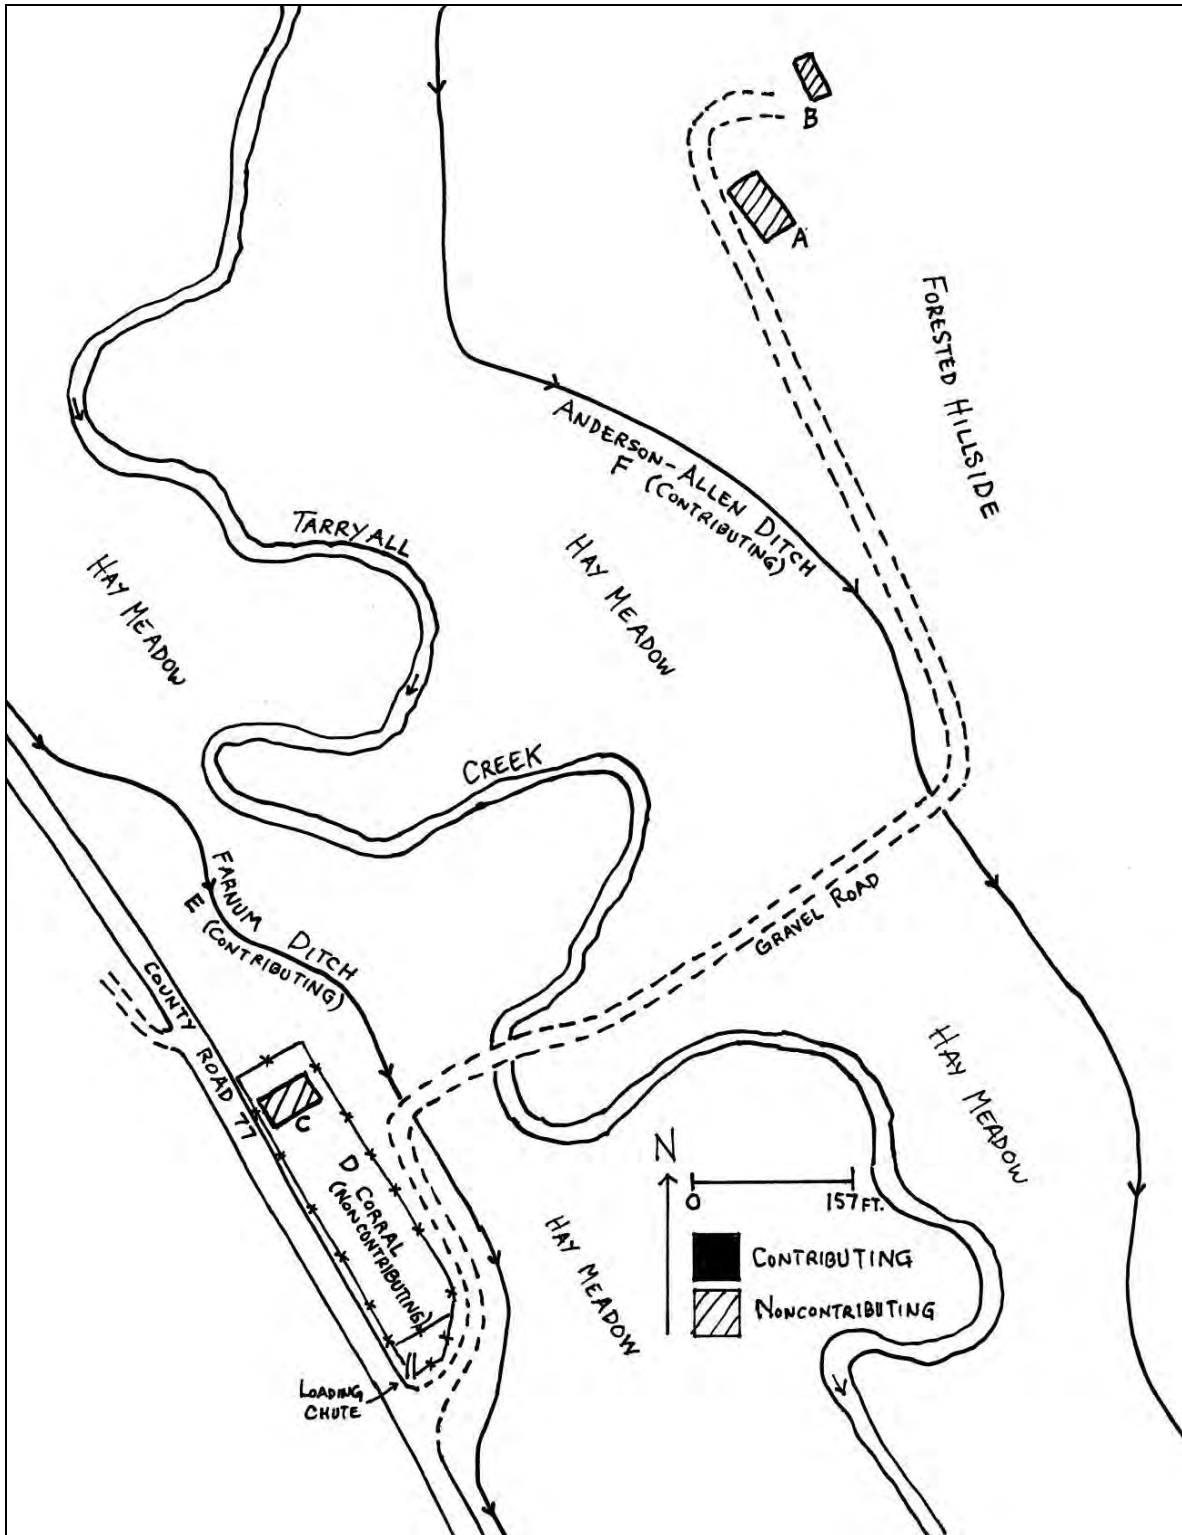 B
A
FORESTED HILLSIDE
ANDERSON-ALLEN DITCH
F (CONTRIBUTING)
TARRYALL
HAY MEADOW
HAY MEADOW
CREEK
FARNUM DITCH
E (CONTRIBUTING)
GRAVEL ROAD
COUNTY ROAD 77
C
D CORRAL
(NONCONTRIBUTING)
HAY MEADOW
HAY MEADOW
N
0 157 FT.
CONTRIBUTING
NONCONTRIBUTING
LOADING
CHUTE